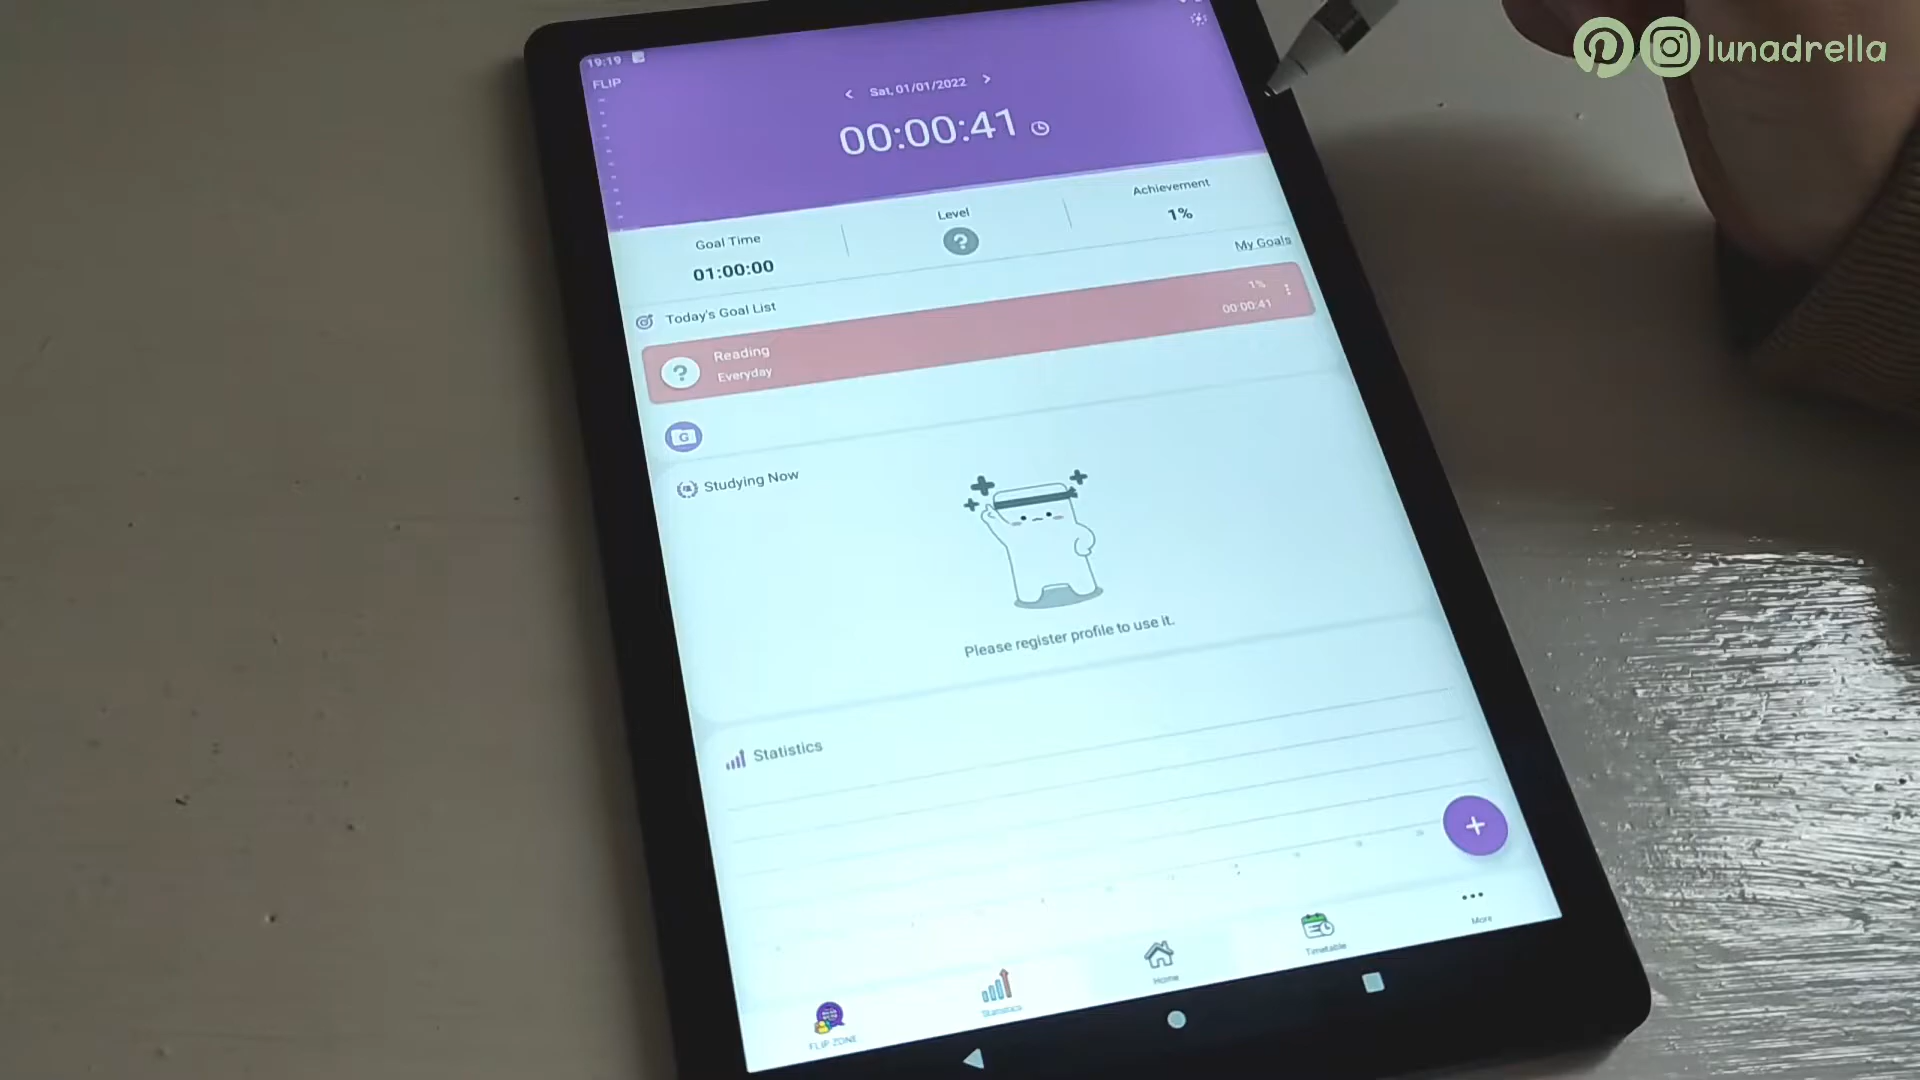 lunadrella
19:19
FLIP
Sat, 01/01/2022
00:00:41
Goal Time
01:00:00
Level
?
Achievement
1%
My Goals
Today's Goal List
Reading
Everyday
?
1%
00:00:41
G
Studying Now
Please register profile to use it.
Statistics
FLIP ZONE
Statistics
Home
Timetable
More